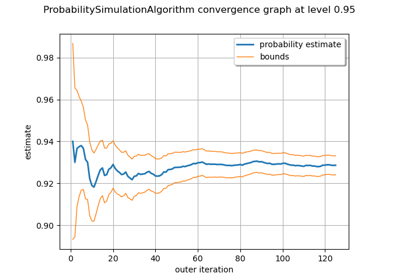 ProbabilitySimulationAlgorithm convergence graph at level 0.95
probability estimate
bounds
0.98
0.96
0.94
0.92
0.90
estimate
0 20 40 60 80 100 120
outer iteration